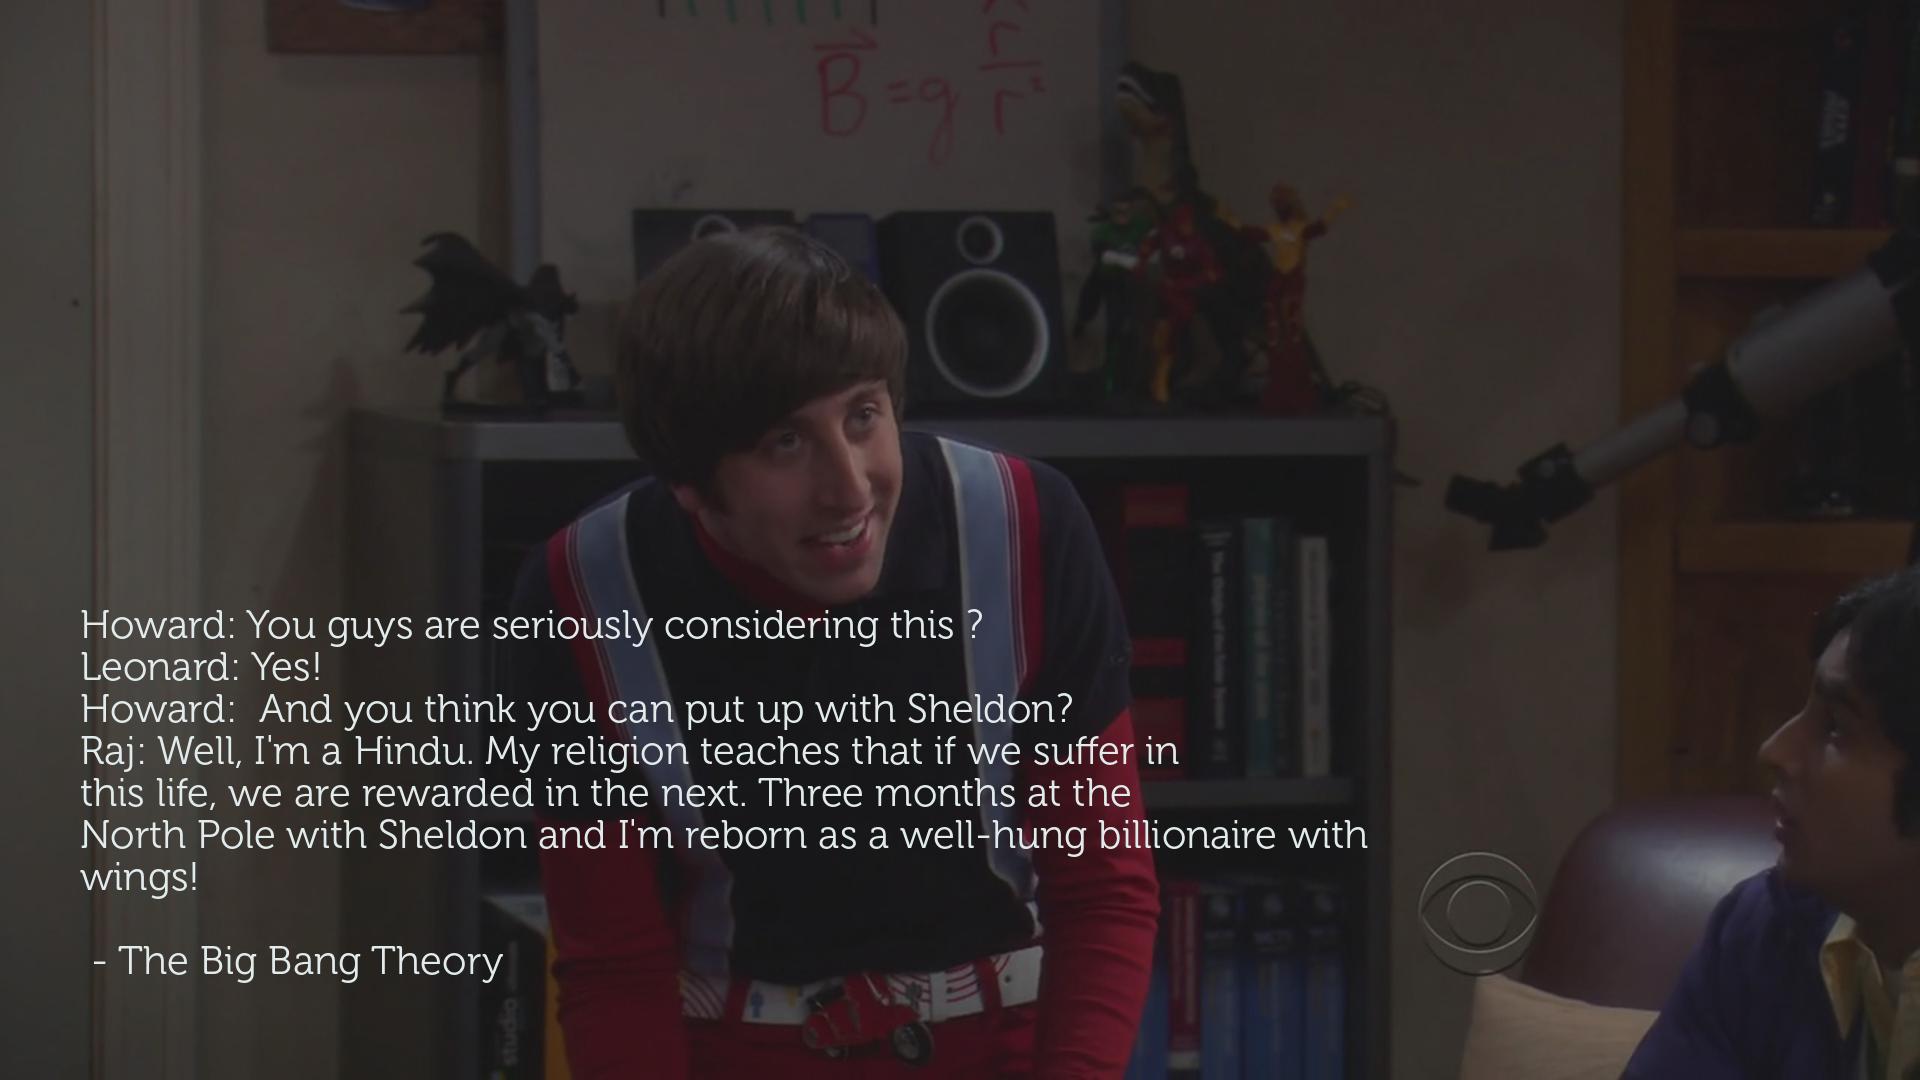 B = g r / r²
Howard: You guys are seriously considering this ?
Leonard: Yes!
Howard:  And you think you can put up with Sheldon?
Raj: Well, I'm a Hindu. My religion teaches that if we suffer in
this life, we are rewarded in the next. Three months at the
North Pole with Sheldon and I'm reborn as a well-hung billionaire with
wings!
- The Big Bang Theory
studio